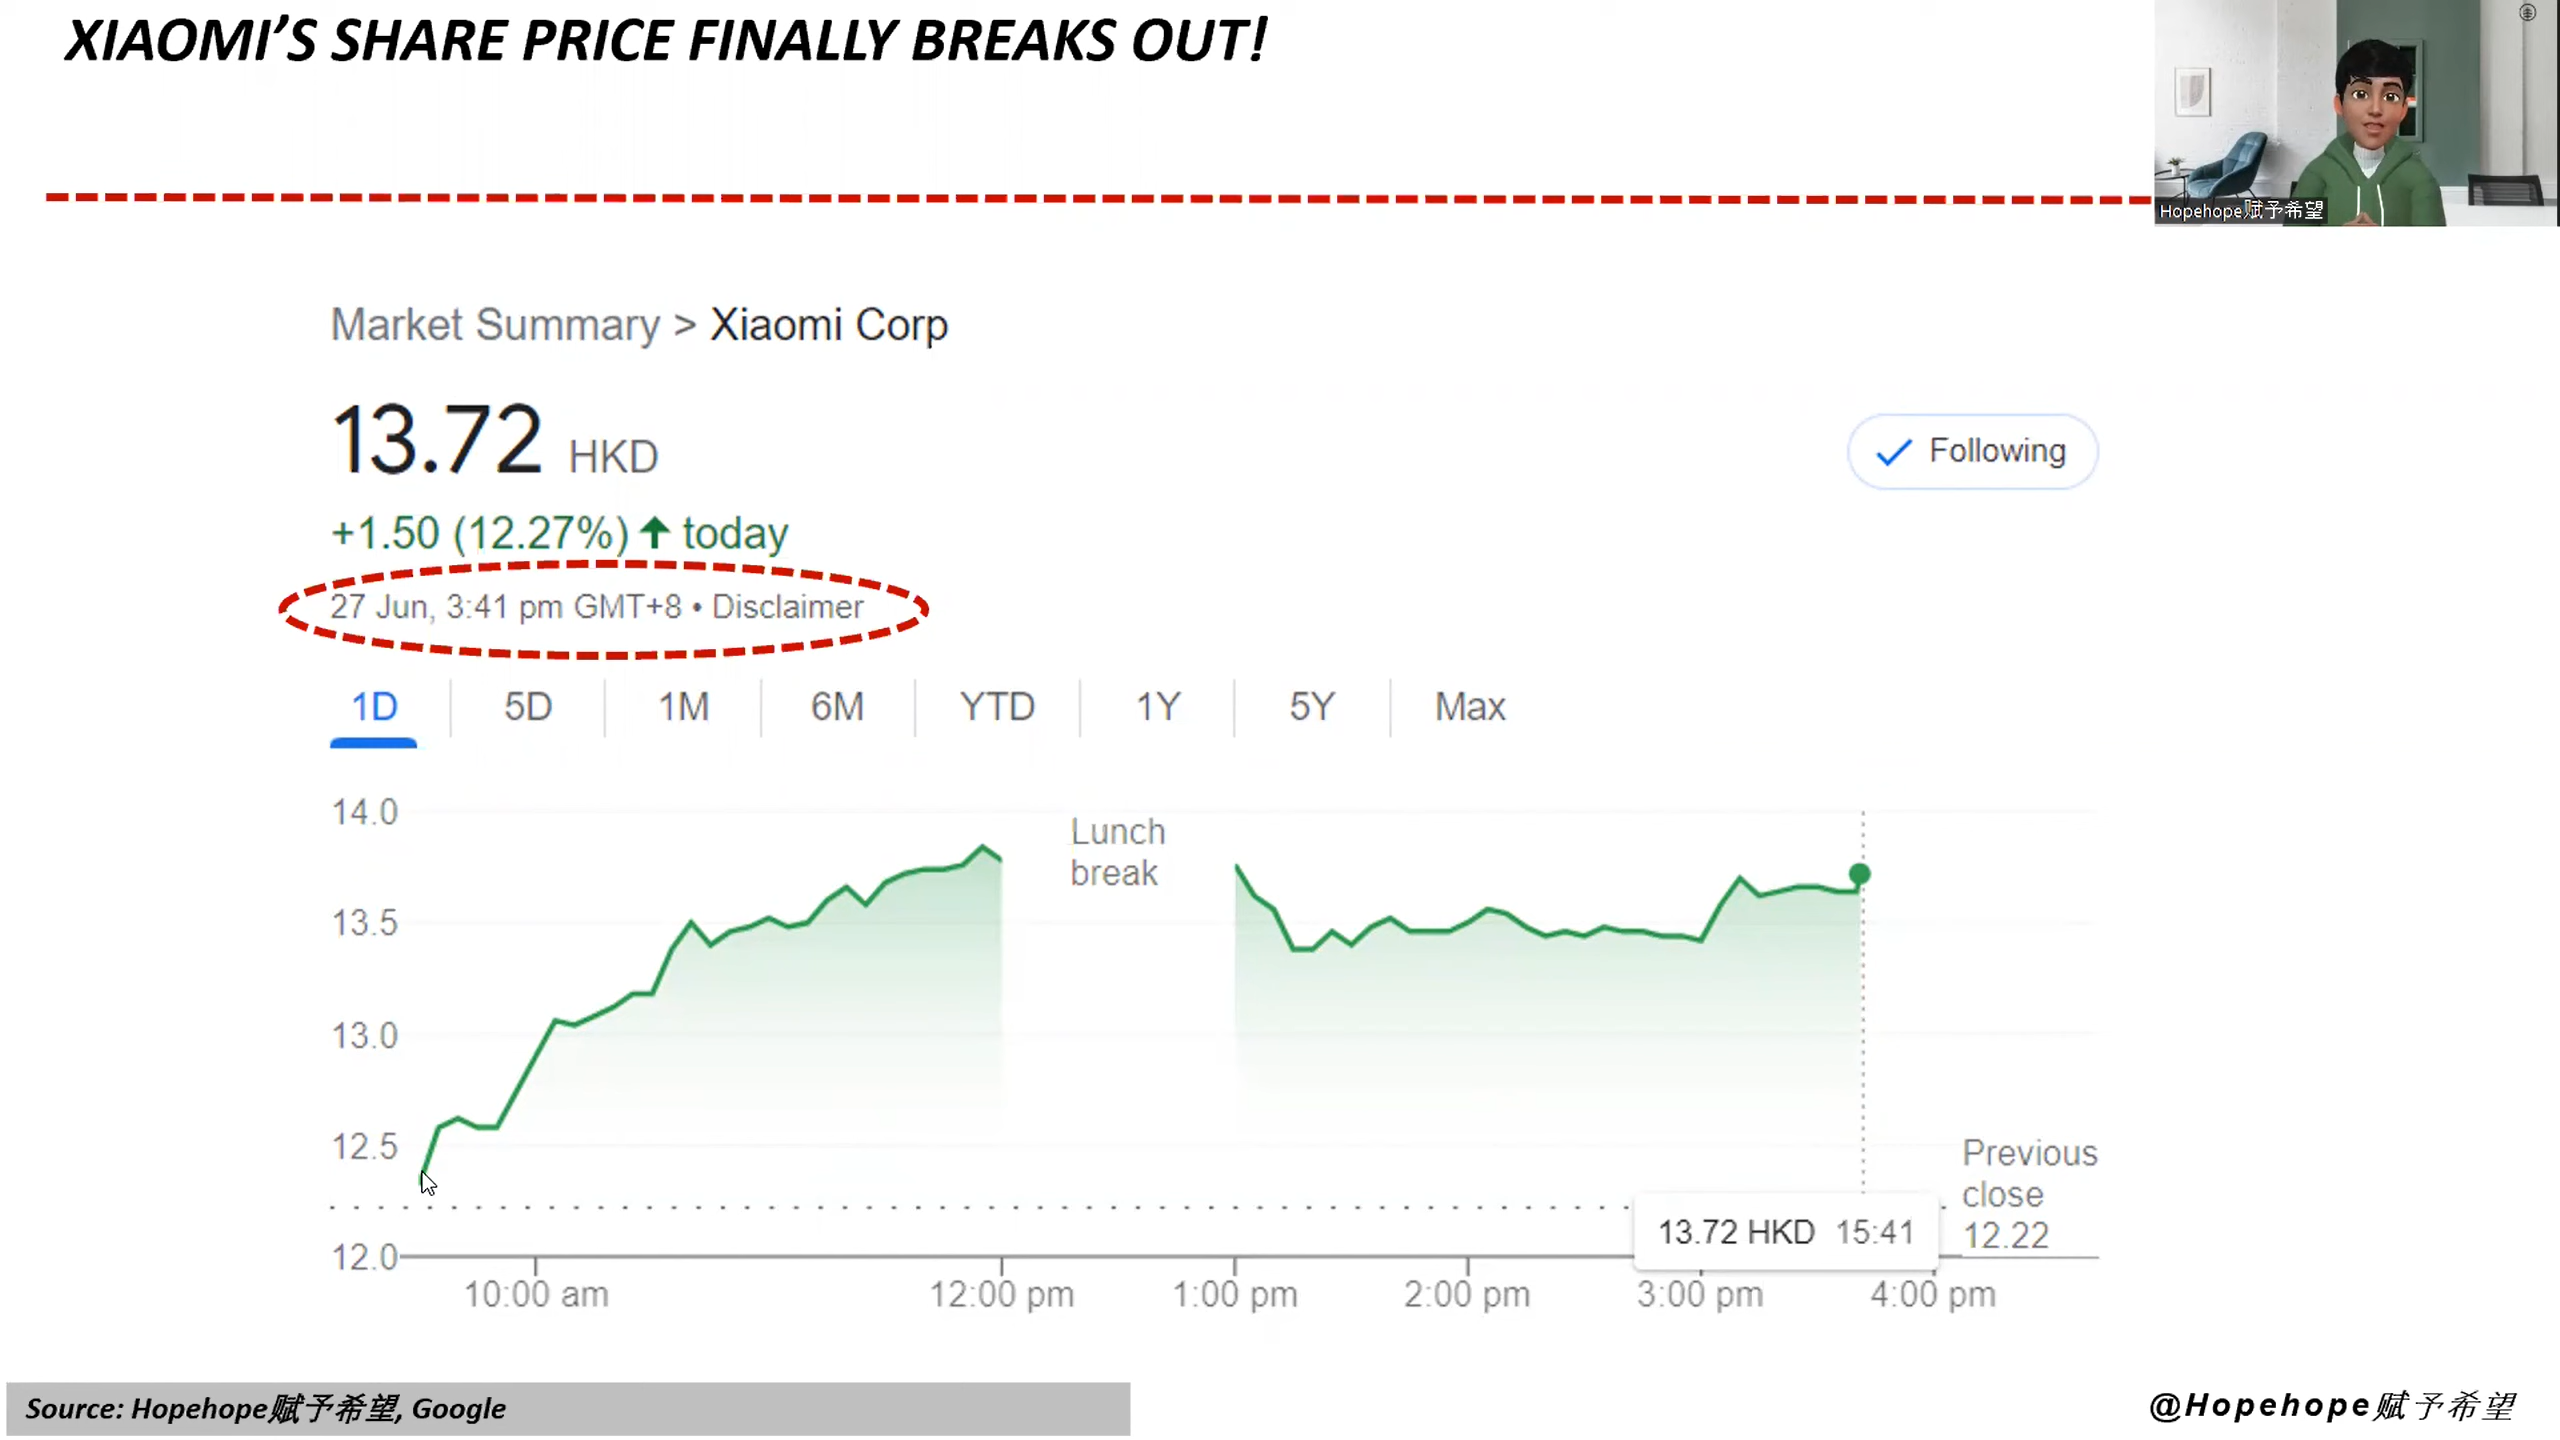 XIAOMI’S SHARE PRICE FINALLY BREAKS OUT!
Hopehope赋予希望
Market Summary > Xiaomi Corp
13.72 HKD
Following
+1.50 (12.27%) ↑ today
27 Jun, 3:41 pm GMT+8 • Disclaimer
1D 5D 1M 6M YTD 1Y 5Y Max
14.0
13.5
13.0
12.5
12.0
Lunch
break
Previous
close
12.22
13.72 HKD 15:41
10:00 am 12:00 pm 1:00 pm 2:00 pm 3:00 pm 4:00 pm
Source: Hopehope赋予希望, Google
@Hopehope赋予希望